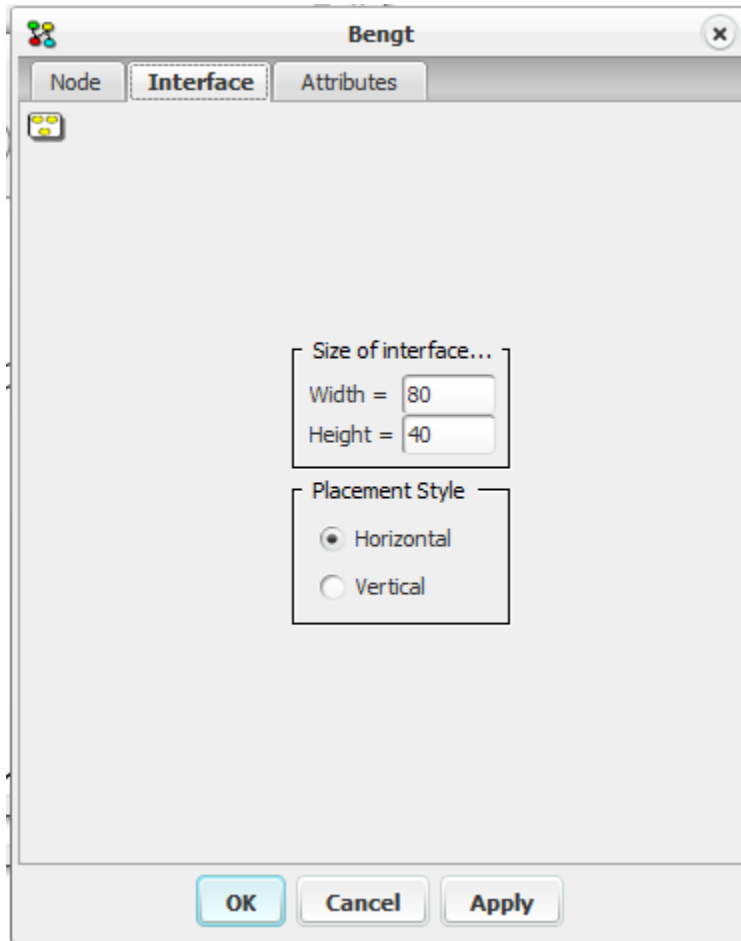 Bengt
Node Interface Attributes
Size of interface...
Width = 80
Height = 40
Placement Style
Horizontal
Vertical
OK Cancel Apply